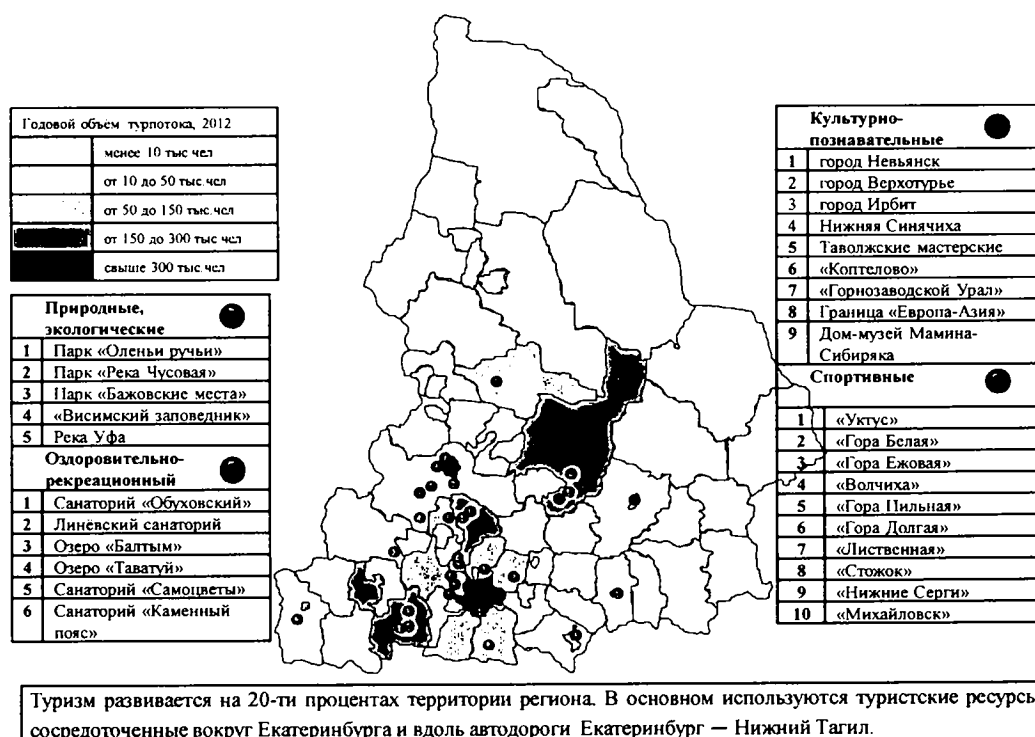 Годовой объем турпотока, 2012
менее 10 тыс чел
от 10 до 50 тыс.чел
от 50 до 150 тыс.чел
от 150 до 300 тыс чел
свыше 300 тыс.чел
Природные,
экологические
1 Парк «Оленьи ручьи»
2 Парк «Река Чусовая»
3 Парк «Бажовские места»
4 «Висимский заповедник»
5 Река Уфа
Оздоровительно-
рекреационный
1 Санаторий «Обуховский»
2 Линёвский санаторий
3 Озеро «Балтым»
4 Озеро «Таватуй»
5 Санаторий «Самоцветы»
6 Санаторий «Каменный
пояс»
Культурно-
познавательные
1 город Невьянск
2 город Верхотурье
3 город Ирбит
4 Нижняя Синячиха
5 Таволжские мастерские
6 «Коптелово»
7 «Горнозаводской Урал»
8 Граница «Европа-Азия»
9 Дом-музей Мамина-
Сибиряка
Спортивные
1 «Уктус»
2 «Гора Белая»
3 «Гора Ежовая»
4 «Волчиха»
5 «Гора Пильная»
6 «Гора Долгая»
7 «Лиственная»
8 «Стожок»
9 «Нижние Серги»
10 «Михайловск»
Туризм развивается на 20-ти процентах территории региона. В основном используются туристские ресурсы
сосредоточенные вокруг Екатеринбурга и вдоль автодороги Екатеринбург — Нижний Тагил.